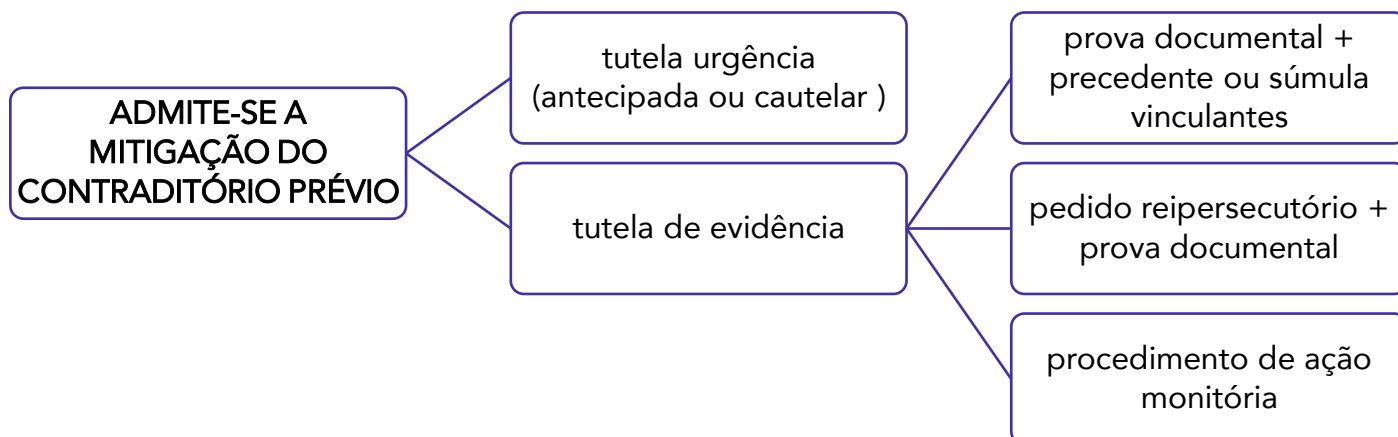 ADMITE-SE A
MITIGAÇÃO DO
CONTRADITÓRIO PRÉVIO
tutela urgência
(antecipada ou cautelar )
tutela de evidência
prova documental +
precedente ou súmula
vinculantes
pedido reipersecutório +
prova documental
procedimento de ação
monitória